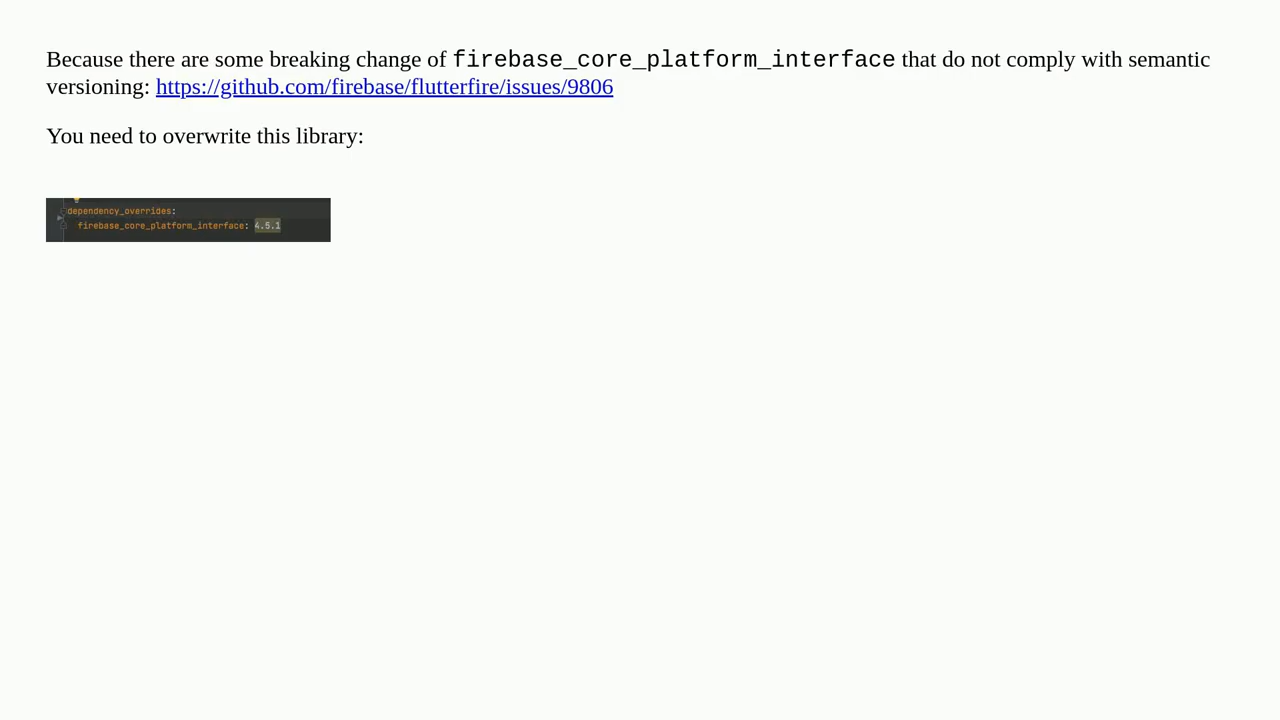 Because there are some breaking change of firebase_core_platform_interface that do not comply with semantic
versioning: https://github.com/firebase/flutterfire/issues/9806
You need to overwrite this library:
dependency_overrides:
firebase_core_platform_interface: 4.5.1